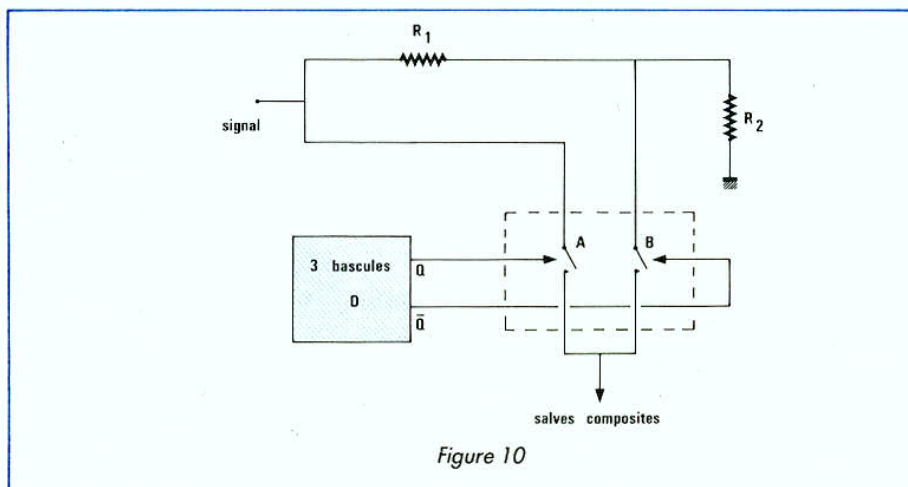 R1
signal
R2
A
B
3 bascules
D
Q
Q̄
salves composites
Figure 10